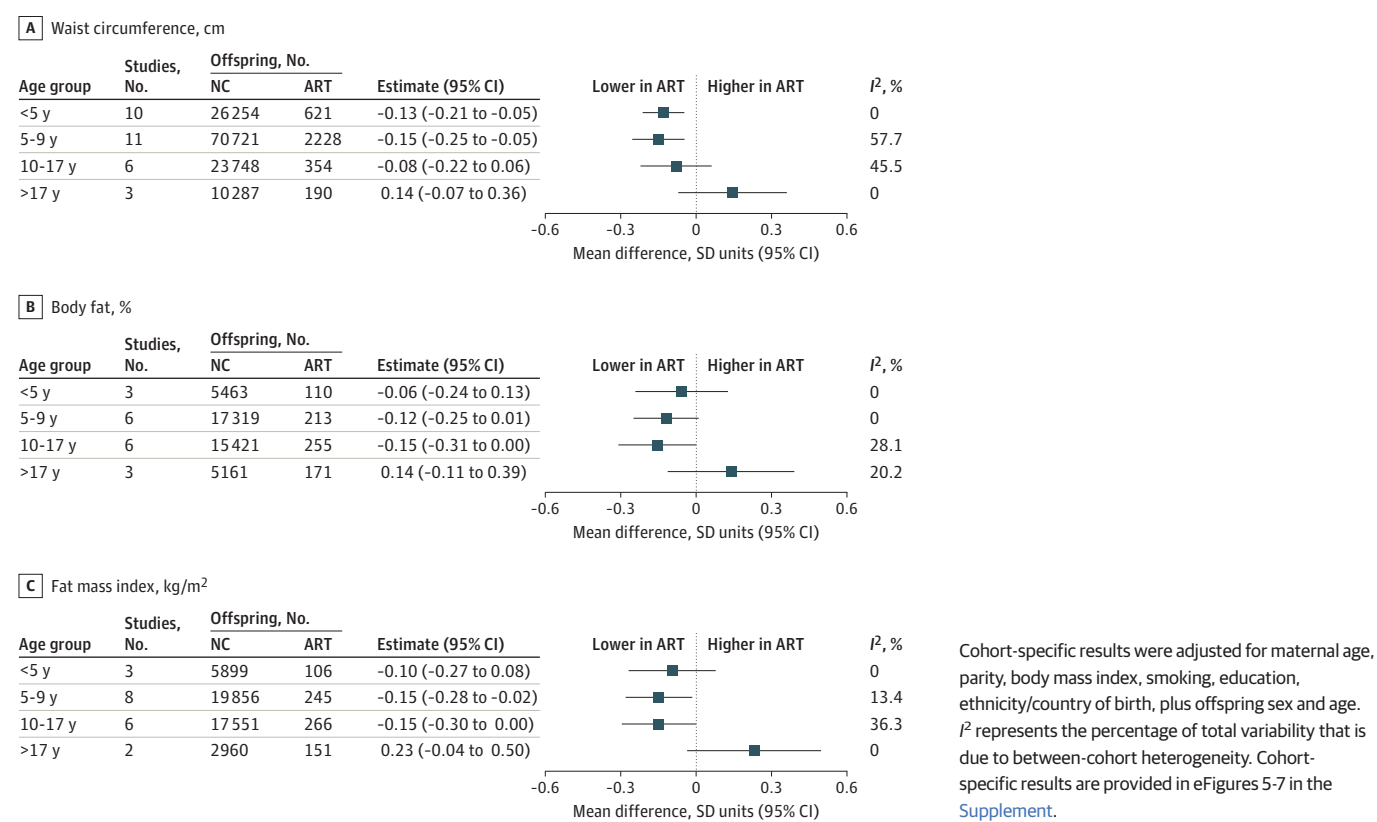 A Waist circumference, cm
Studies, Offspring, No.
Age group No. NC ART Estimate (95% CI) Lower in ART Higher in ART I², %
<5 y 10 26 254 621 -0.13 (-0.21 to -0.05) 0
5-9 y 11 70 721 2228 -0.15 (-0.25 to -0.05) 57.7
10-17 y 6 23 748 354 -0.08 (-0.22 to 0.06) 45.5
>17 y 3 10 287 190 0.14 (-0.07 to 0.36) 0
-0.6 -0.3 0 0.3 0.6
Mean difference, SD units (95% CI)
B Body fat, %
Studies, Offspring, No.
Age group No. NC ART Estimate (95% CI) Lower in ART Higher in ART I², %
<5 y 3 5463 110 -0.06 (-0.24 to 0.13) 0
5-9 y 6 17 319 213 -0.12 (-0.25 to 0.01) 0
10-17 y 6 15 421 255 -0.15 (-0.31 to 0.00) 28.1
>17 y 3 5161 171 0.14 (-0.11 to 0.39) 20.2
-0.6 -0.3 0 0.3 0.6
Mean difference, SD units (95% CI)
C Fat mass index, kg/m²
Studies, Offspring, No.
Age group No. NC ART Estimate (95% CI) Lower in ART Higher in ART I², %
<5 y 3 5899 106 -0.10 (-0.27 to 0.08) 0
5-9 y 8 19 856 245 -0.15 (-0.28 to -0.02) 13.4
10-17 y 6 17 551 266 -0.15 (-0.30 to 0.00) 36.3
>17 y 2 2960 151 0.23 (-0.04 to 0.50) 0
-0.6 -0.3 0 0.3 0.6
Mean difference, SD units (95% CI)
Cohort-specific results were adjusted for maternal age,
parity, body mass index, smoking, education,
ethnicity/country of birth, plus offspring sex and age.
I² represents the percentage of total variability that is
due to between-cohort heterogeneity. Cohort-
specific results are provided in eFigures 5-7 in the
Supplement.